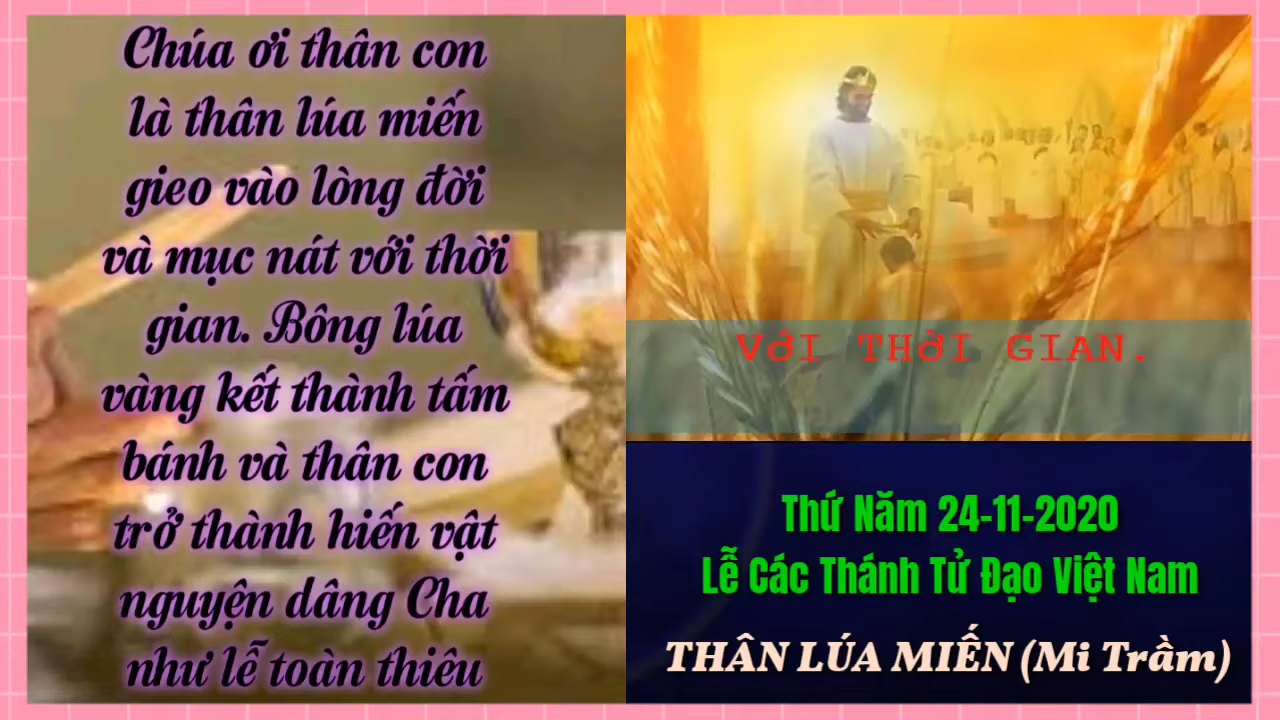 Chúa ơi thân con
là thân lúa miến
gieo vào lòng đời
và mục nát với thời
gian. Bông lúa
vàng kết thành tấm
bánh và thân con
trở thành hiến vật
nguyện dâng Cha
như lễ toàn thiêu
VỚI THỜI GIAN.
Thứ Năm 24-11-2020
Lễ Các Thánh Tử Đạo Việt Nam
THÂN LÚA MIẾN (Mi Trầm)